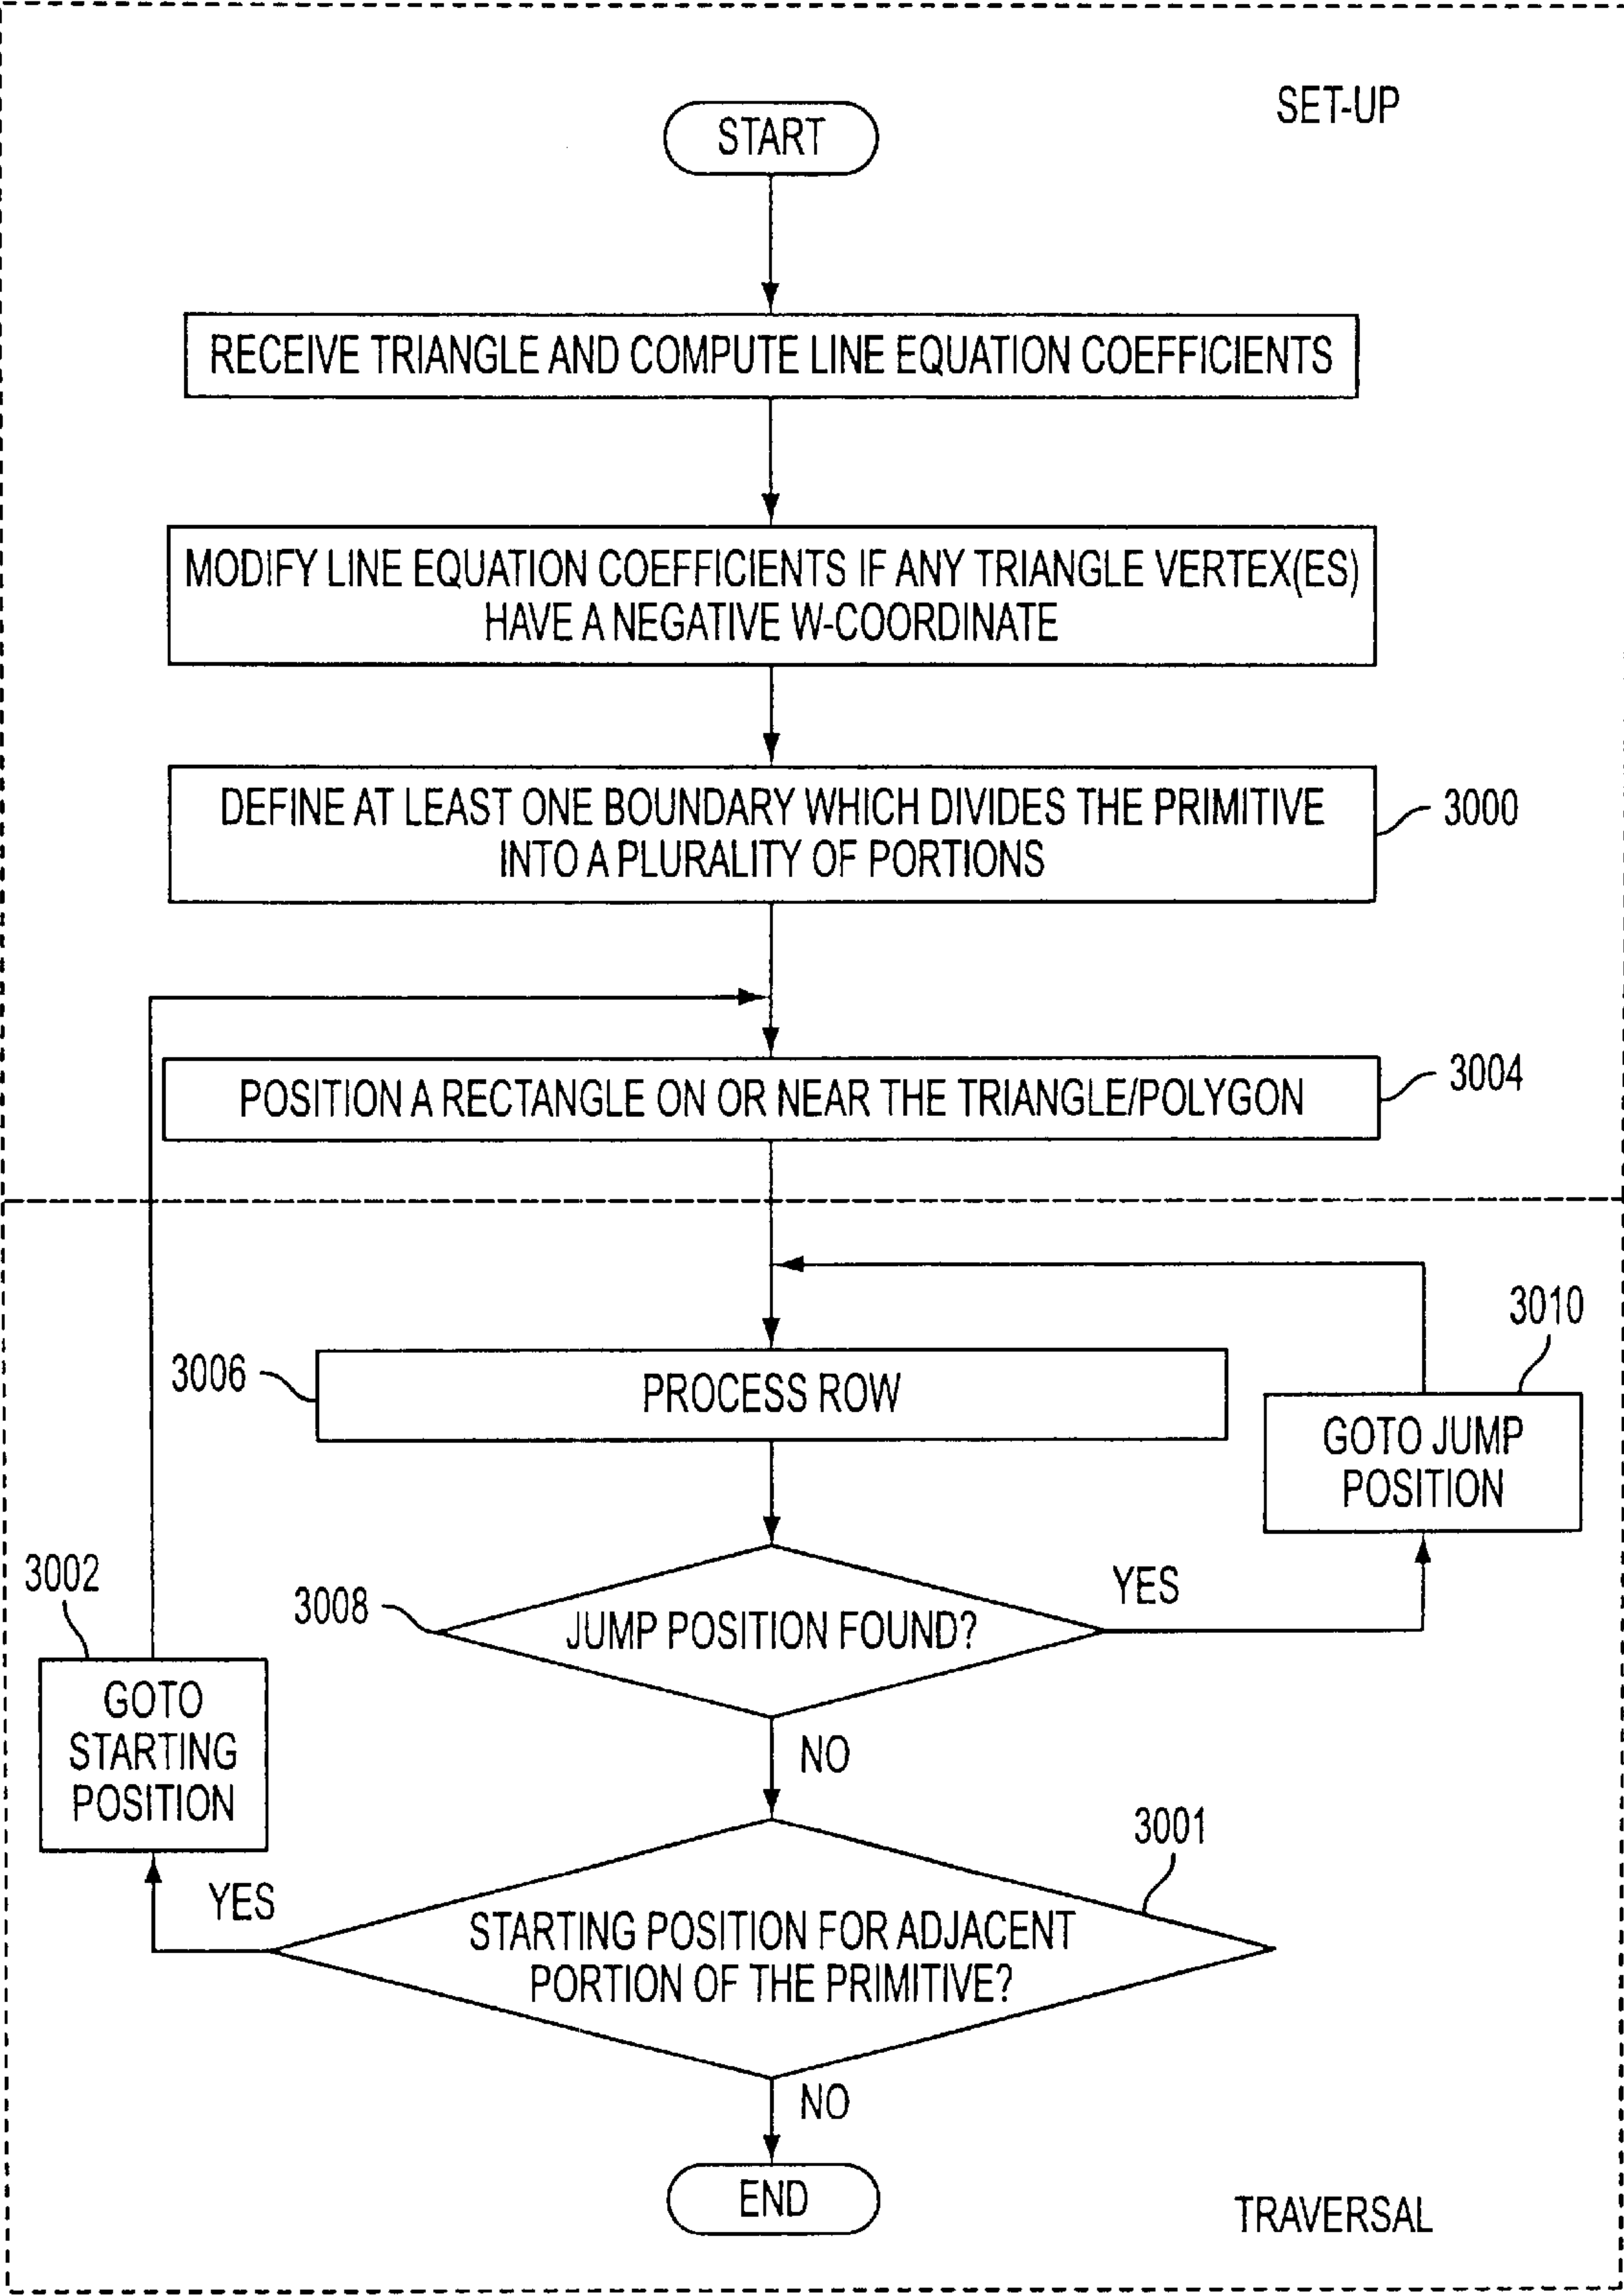 SET-UP
START
RECEIVE TRIANGLE AND COMPUTE LINE EQUATION COEFFICIENTS
MODIFY LINE EQUATION COEFFICIENTS IF ANY TRIANGLE VERTEX(ES)
HAVE A NEGATIVE W-COORDINATE
DEFINE AT LEAST ONE BOUNDARY WHICH DIVIDES THE PRIMITIVE
INTO A PLURALITY OF PORTIONS
3000
POSITION A RECTANGLE ON OR NEAR THE TRIANGLE/POLYGON
3004
3010
3006
PROCESS ROW
GOTO JUMP
POSITION
3002
3008
JUMP POSITION FOUND?
YES
GOTO
STARTING
POSITION
NO
3001
YES
STARTING POSITION FOR ADJACENT
PORTION OF THE PRIMITIVE?
NO
END
TRAVERSAL